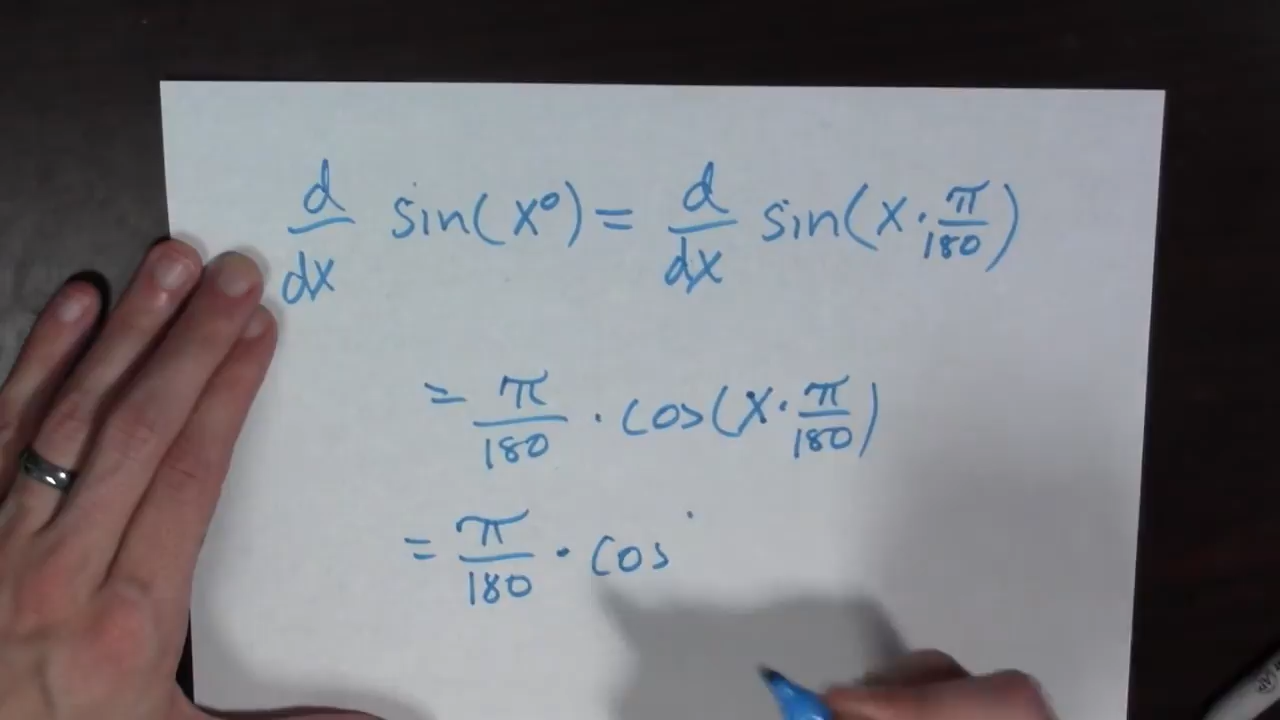 d/dx sin(x°) = d/dx sin(x · π/180)
= π/180 · cos(x · π/180)
= π/180 · cos